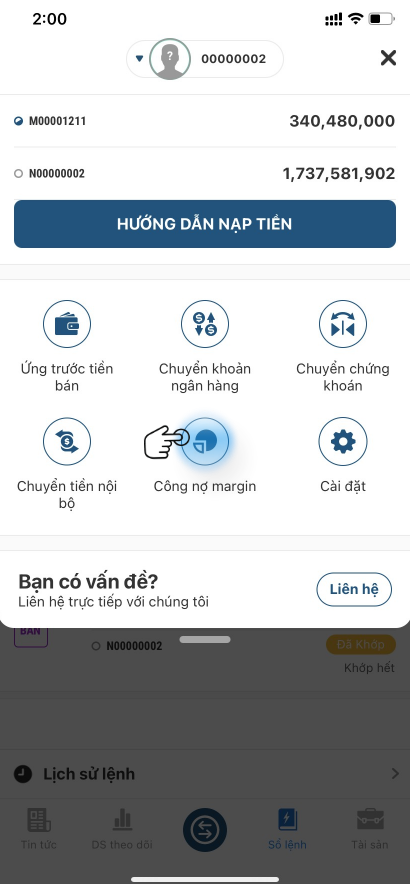 2:00
?
00000002
M00001211
340,480,000
N00000002
1,737,581,902
HƯỚNG DẪN NẠP TIỀN
Ứng trước tiền
bán
Chuyển khoản
ngân hàng
Chuyển chứng
khoán
Chuyển tiền nội
bộ
Công nợ margin
Cài đặt
Bạn có vấn đề?
Liên hệ trực tiếp với chúng tôi
Liên hệ
BÁN
N00000002
Đã Khớp
Khớp hết
Lịch sử lệnh
Tin tức
DS theo dõi
Sổ lệnh
Tài sản